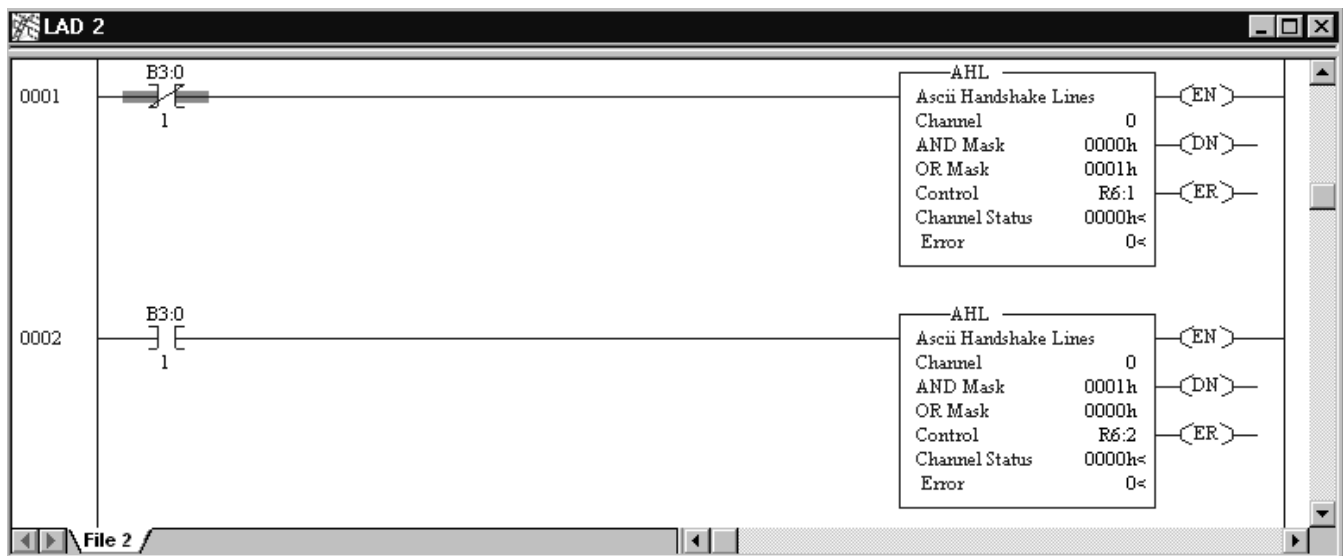 LAD 2
0001
B3:0
1
AHL
Ascii Handshake Lines
Channel 0
AND Mask 0000h
OR Mask 0001h
Control R6:1
Channel Status 0000h<
Error 0<
EN
DN
ER
0002
B3:0
1
AHL
Ascii Handshake Lines
Channel 0
AND Mask 0001h
OR Mask 0000h
Control R6:2
Channel Status 0000h<
Error 0<
EN
DN
ER
File 2